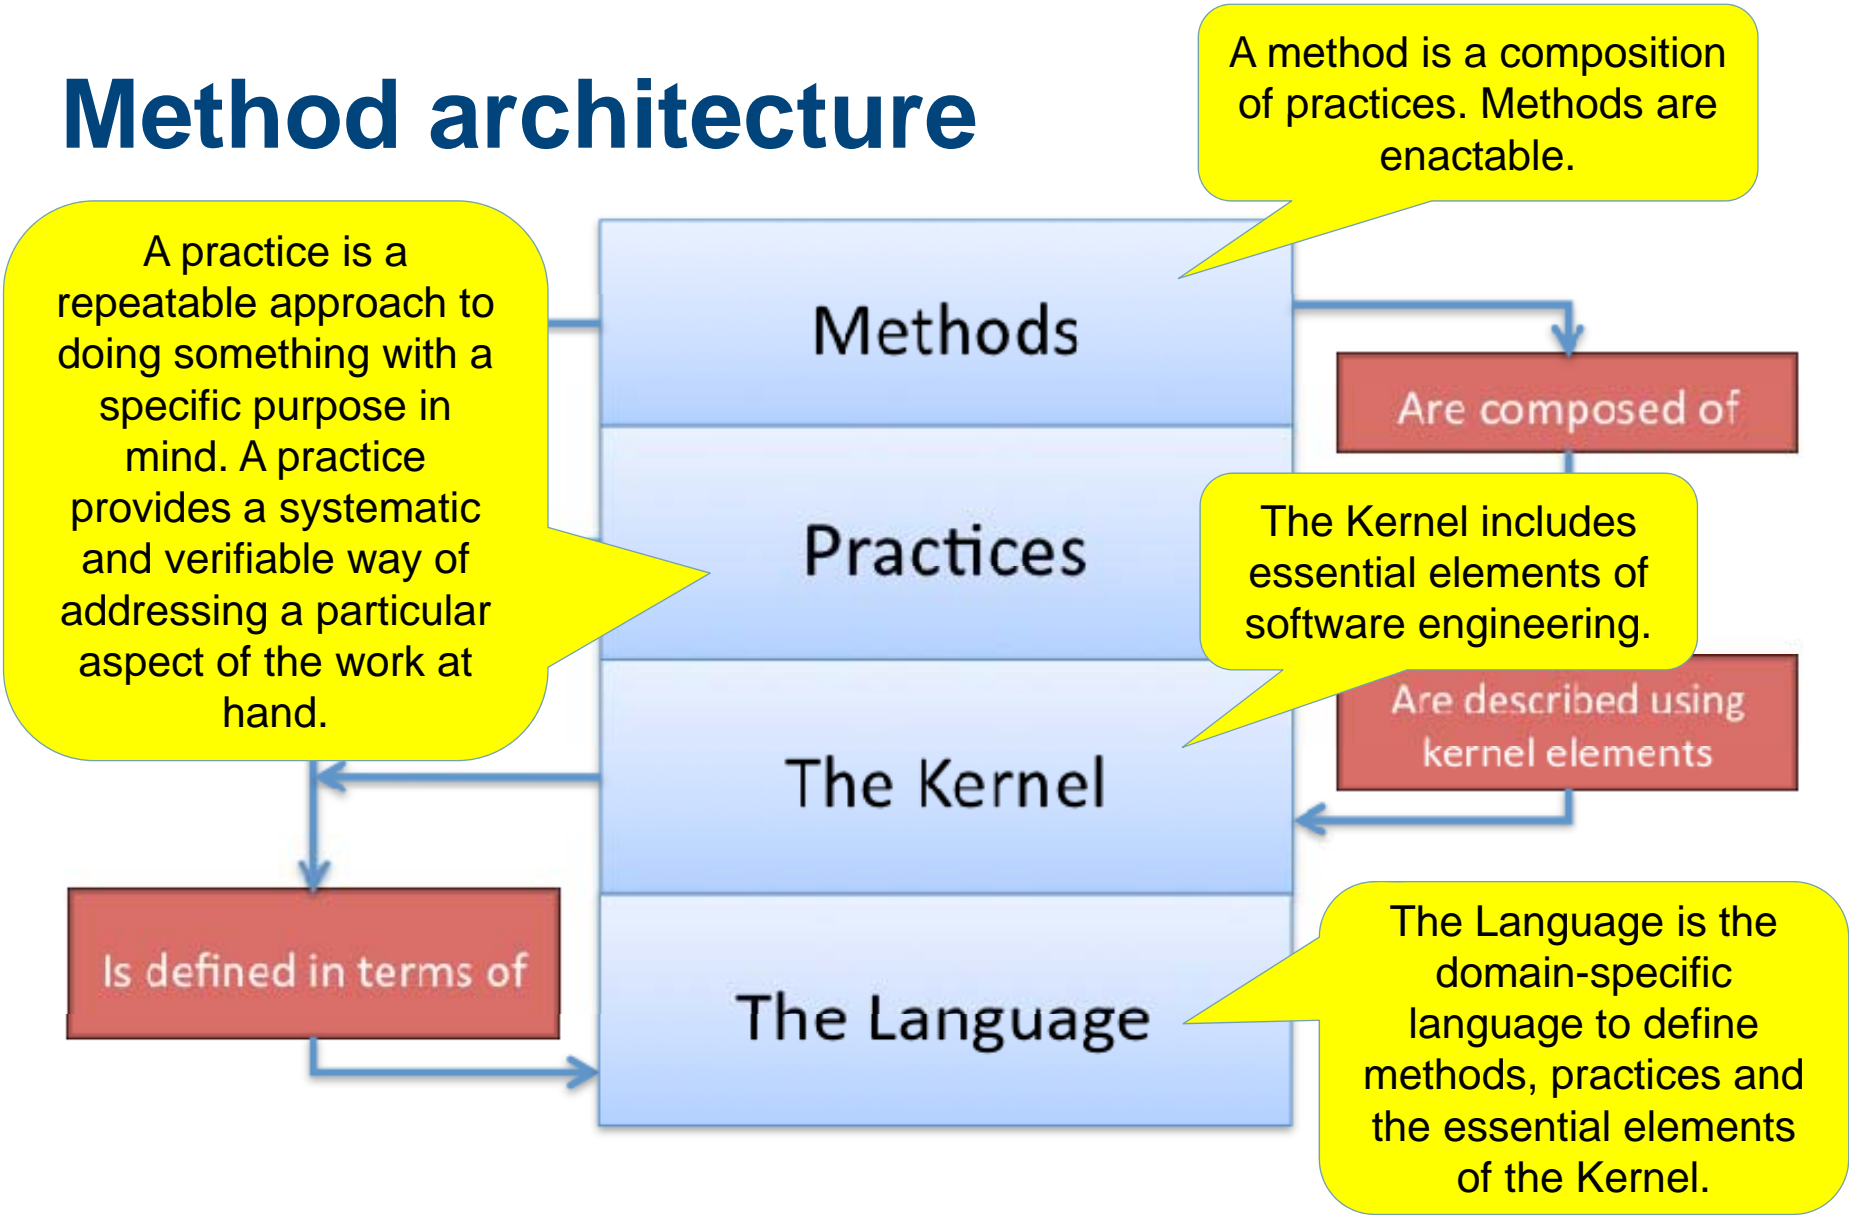 Method architecture
A method is a composition
of practices. Methods are
enactable.
A practice is a
repeatable approach to
doing something with a
specific purpose in
mind. A practice
provides a systematic
and verifiable way of
addressing a particular
aspect of the work at
hand.
Methods
Are composed of
Practices
The Kernel includes
essential elements of
software engineering.
Are described using
kernel elements
The Kernel
Is defined in terms of
The Language
The Language is the
domain-specific
language to define
methods, practices and
the essential elements
of the Kernel.